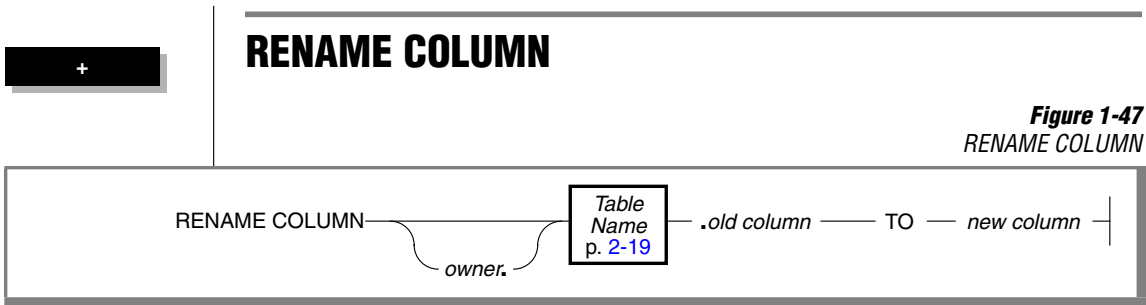 +
RENAME COLUMN
Figure 1-47
RENAME COLUMN
RENAME COLUMN owner. Table Name p. 2-19 .old column TO new column